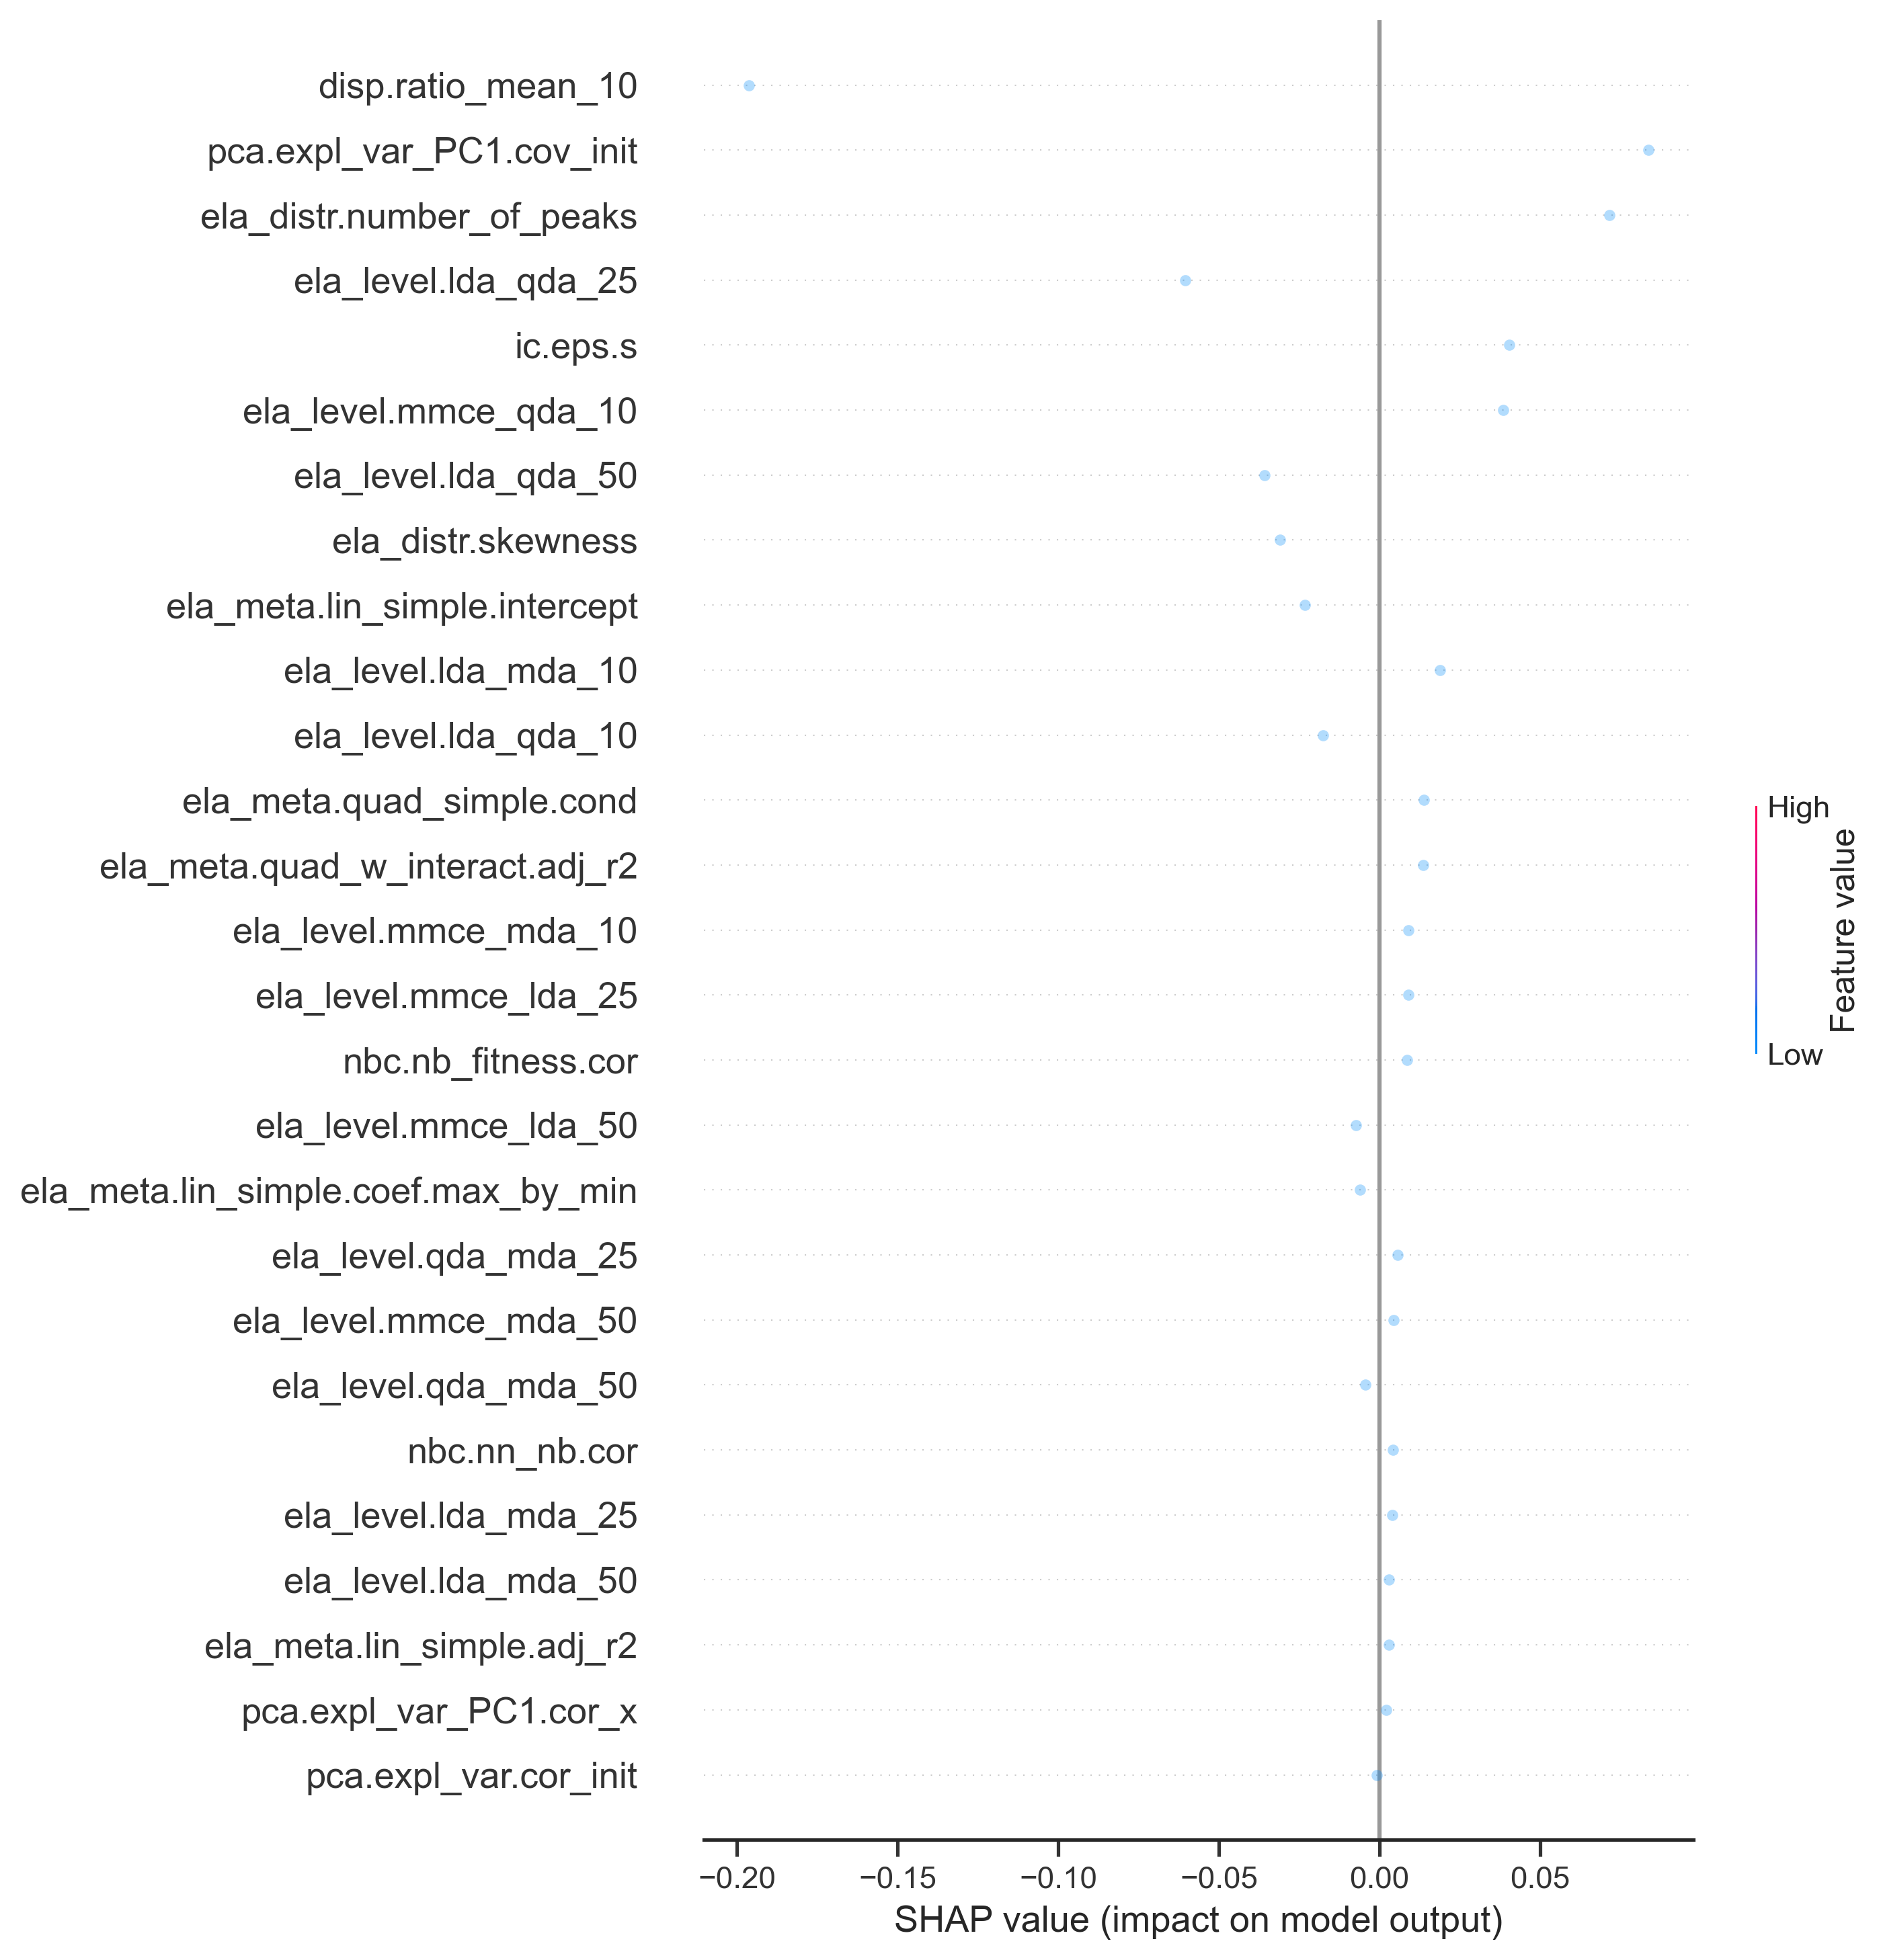 disp.ratio_mean_10
pca.expl_var_PC1.cov_init
ela_distr.number_of_peaks
ela_level.lda_qda_25
ic.eps.s
ela_level.mmce_qda_10
ela_level.lda_qda_50
ela_distr.skewness
ela_meta.lin_simple.intercept
ela_level.lda_mda_10
ela_level.lda_qda_10
ela_meta.quad_simple.cond
ela_meta.quad_w_interact.adj_r2
ela_level.mmce_mda_10
ela_level.mmce_lda_25
nbc.nb_fitness.cor
ela_level.mmce_lda_50
ela_meta.lin_simple.coef.max_by_min
ela_level.qda_mda_25
ela_level.mmce_mda_50
ela_level.qda_mda_50
nbc.nn_nb.cor
ela_level.lda_mda_25
ela_level.lda_mda_50
ela_meta.lin_simple.adj_r2
pca.expl_var_PC1.cor_x
pca.expl_var.cor_init
−0.20 −0.15 −0.10 −0.05 0.00 0.05
SHAP value (impact on model output)
High
Feature value
Low